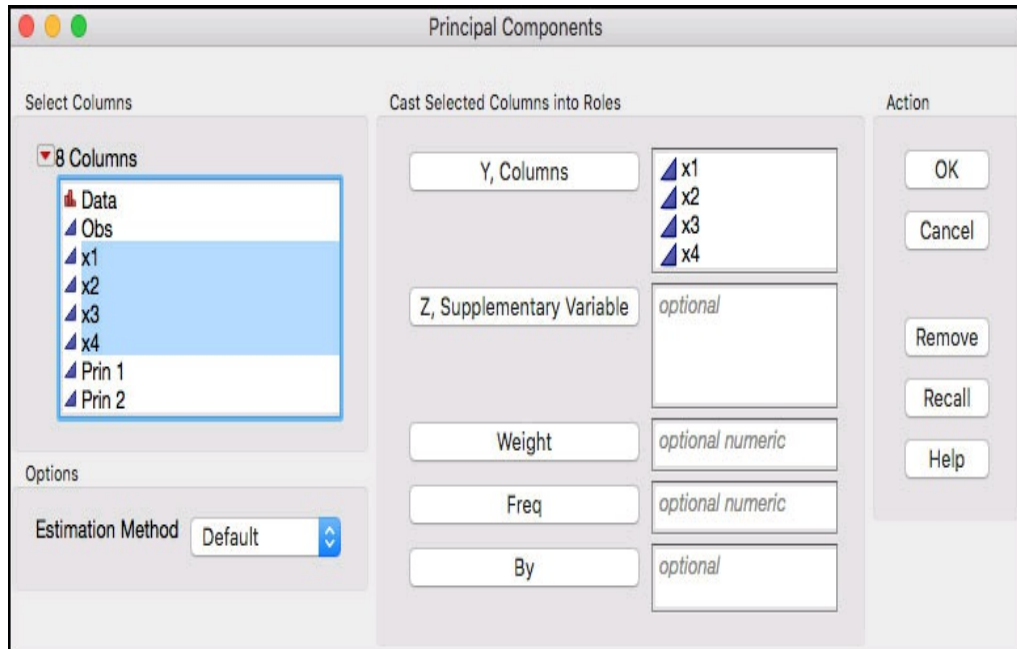 Principal Components
Select Columns
8 Columns
Data
Obs
x1
x2
x3
x4
Prin 1
Prin 2
Options
Estimation Method Default
Cast Selected Columns into Roles
Y, Columns
x1
x2
x3
x4
Z, Supplementary Variable optional
Weight optional numeric
Freq optional numeric
By optional
Action
OK
Cancel
Remove
Recall
Help